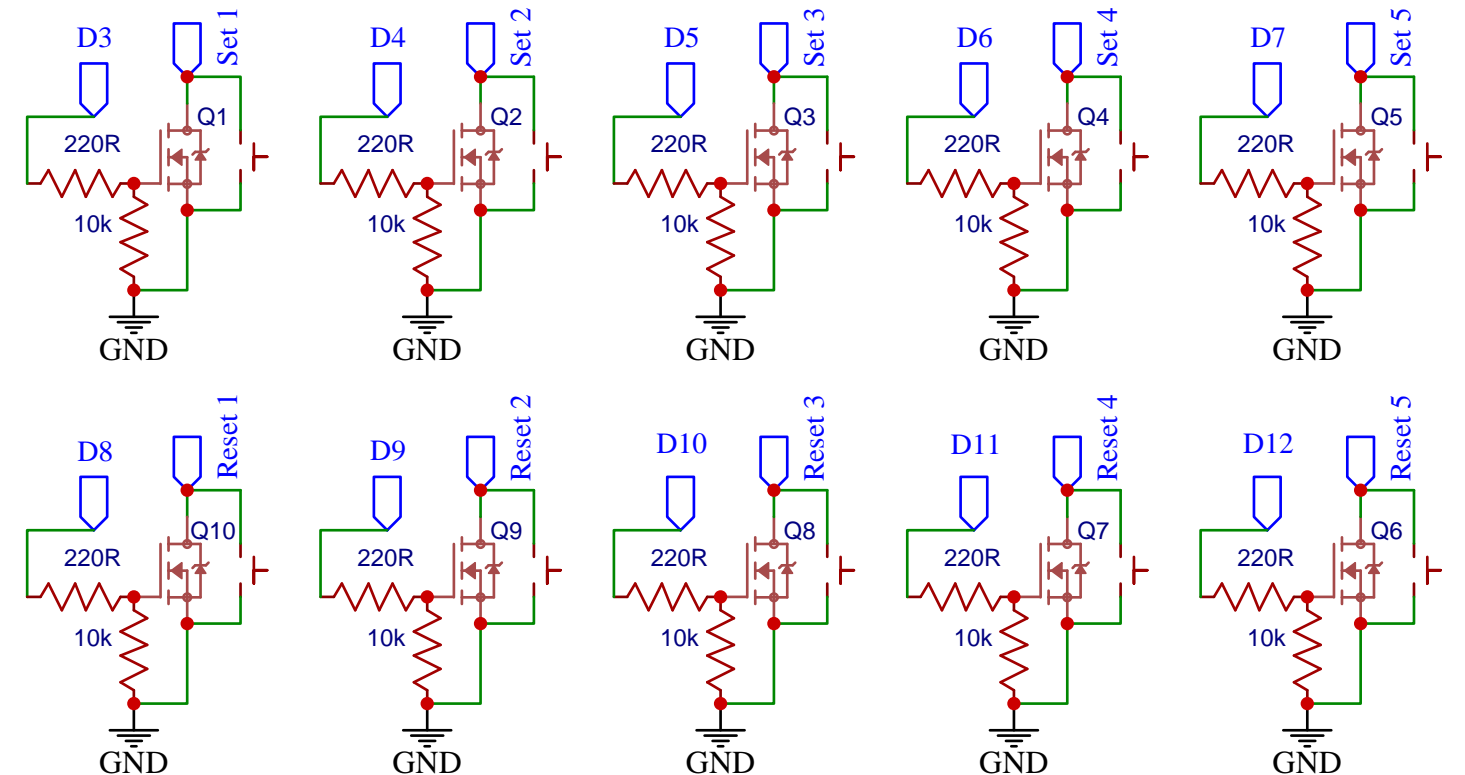 D3
Set 1
Q1
220R
10k
GND
D4
Set 2
Q2
220R
10k
GND
D5
Set 3
Q3
220R
10k
GND
D6
Set 4
Q4
220R
10k
GND
D7
Set 5
Q5
220R
10k
GND
D8
Reset 1
Q10
220R
10k
GND
D9
Reset 2
Q9
220R
10k
GND
D10
Reset 3
Q8
220R
10k
GND
D11
Reset 4
Q7
220R
10k
GND
D12
Reset 5
Q6
220R
10k
GND